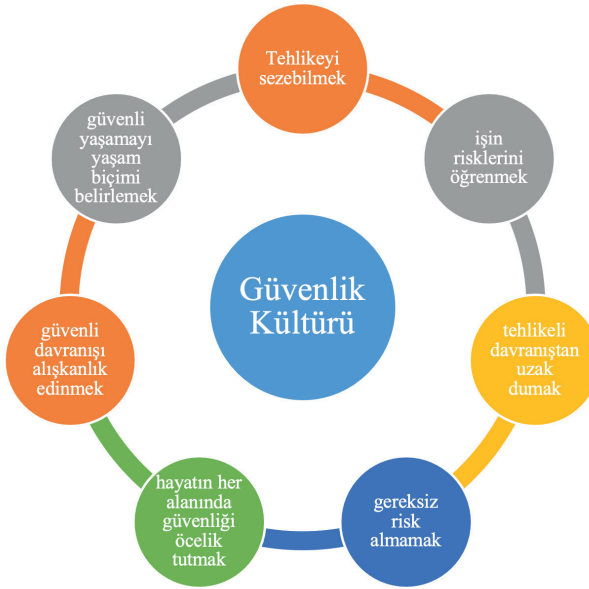 Tehlikeyi
sezebilmek
işin
risklerini
öğrenmek
tehlikeli
davranıştan
uzak
dumak
gereksiz
risk
almamak
hayatın her
alanında
güvenliği
öcelik
tutmak
güvenli
davranışı
alışkanlık
edinmek
güvenli
yaşamayı
yaşam
biçimi
belirlemek
Güvenlik
Kültürü